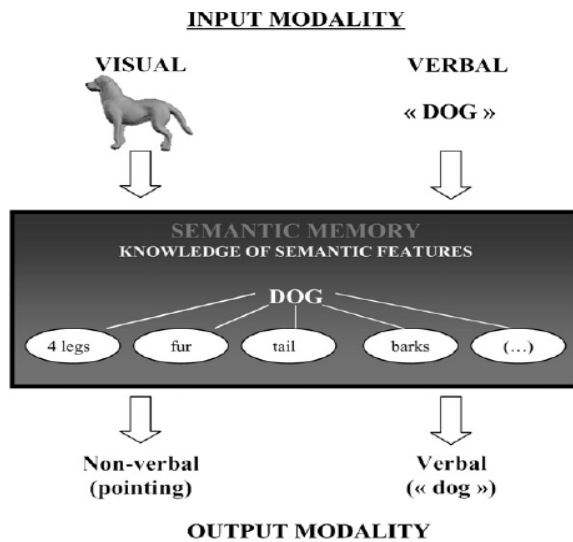 INPUT MODALITY
VISUAL VERBAL
« DOG »
SEMANTIC MEMORY
KNOWLEDGE OF SEMANTIC FEATURES
DOG
4 legs fur tail barks (...)
Non-verbal Verbal
(pointing) (« dog »)
OUTPUT MODALITY